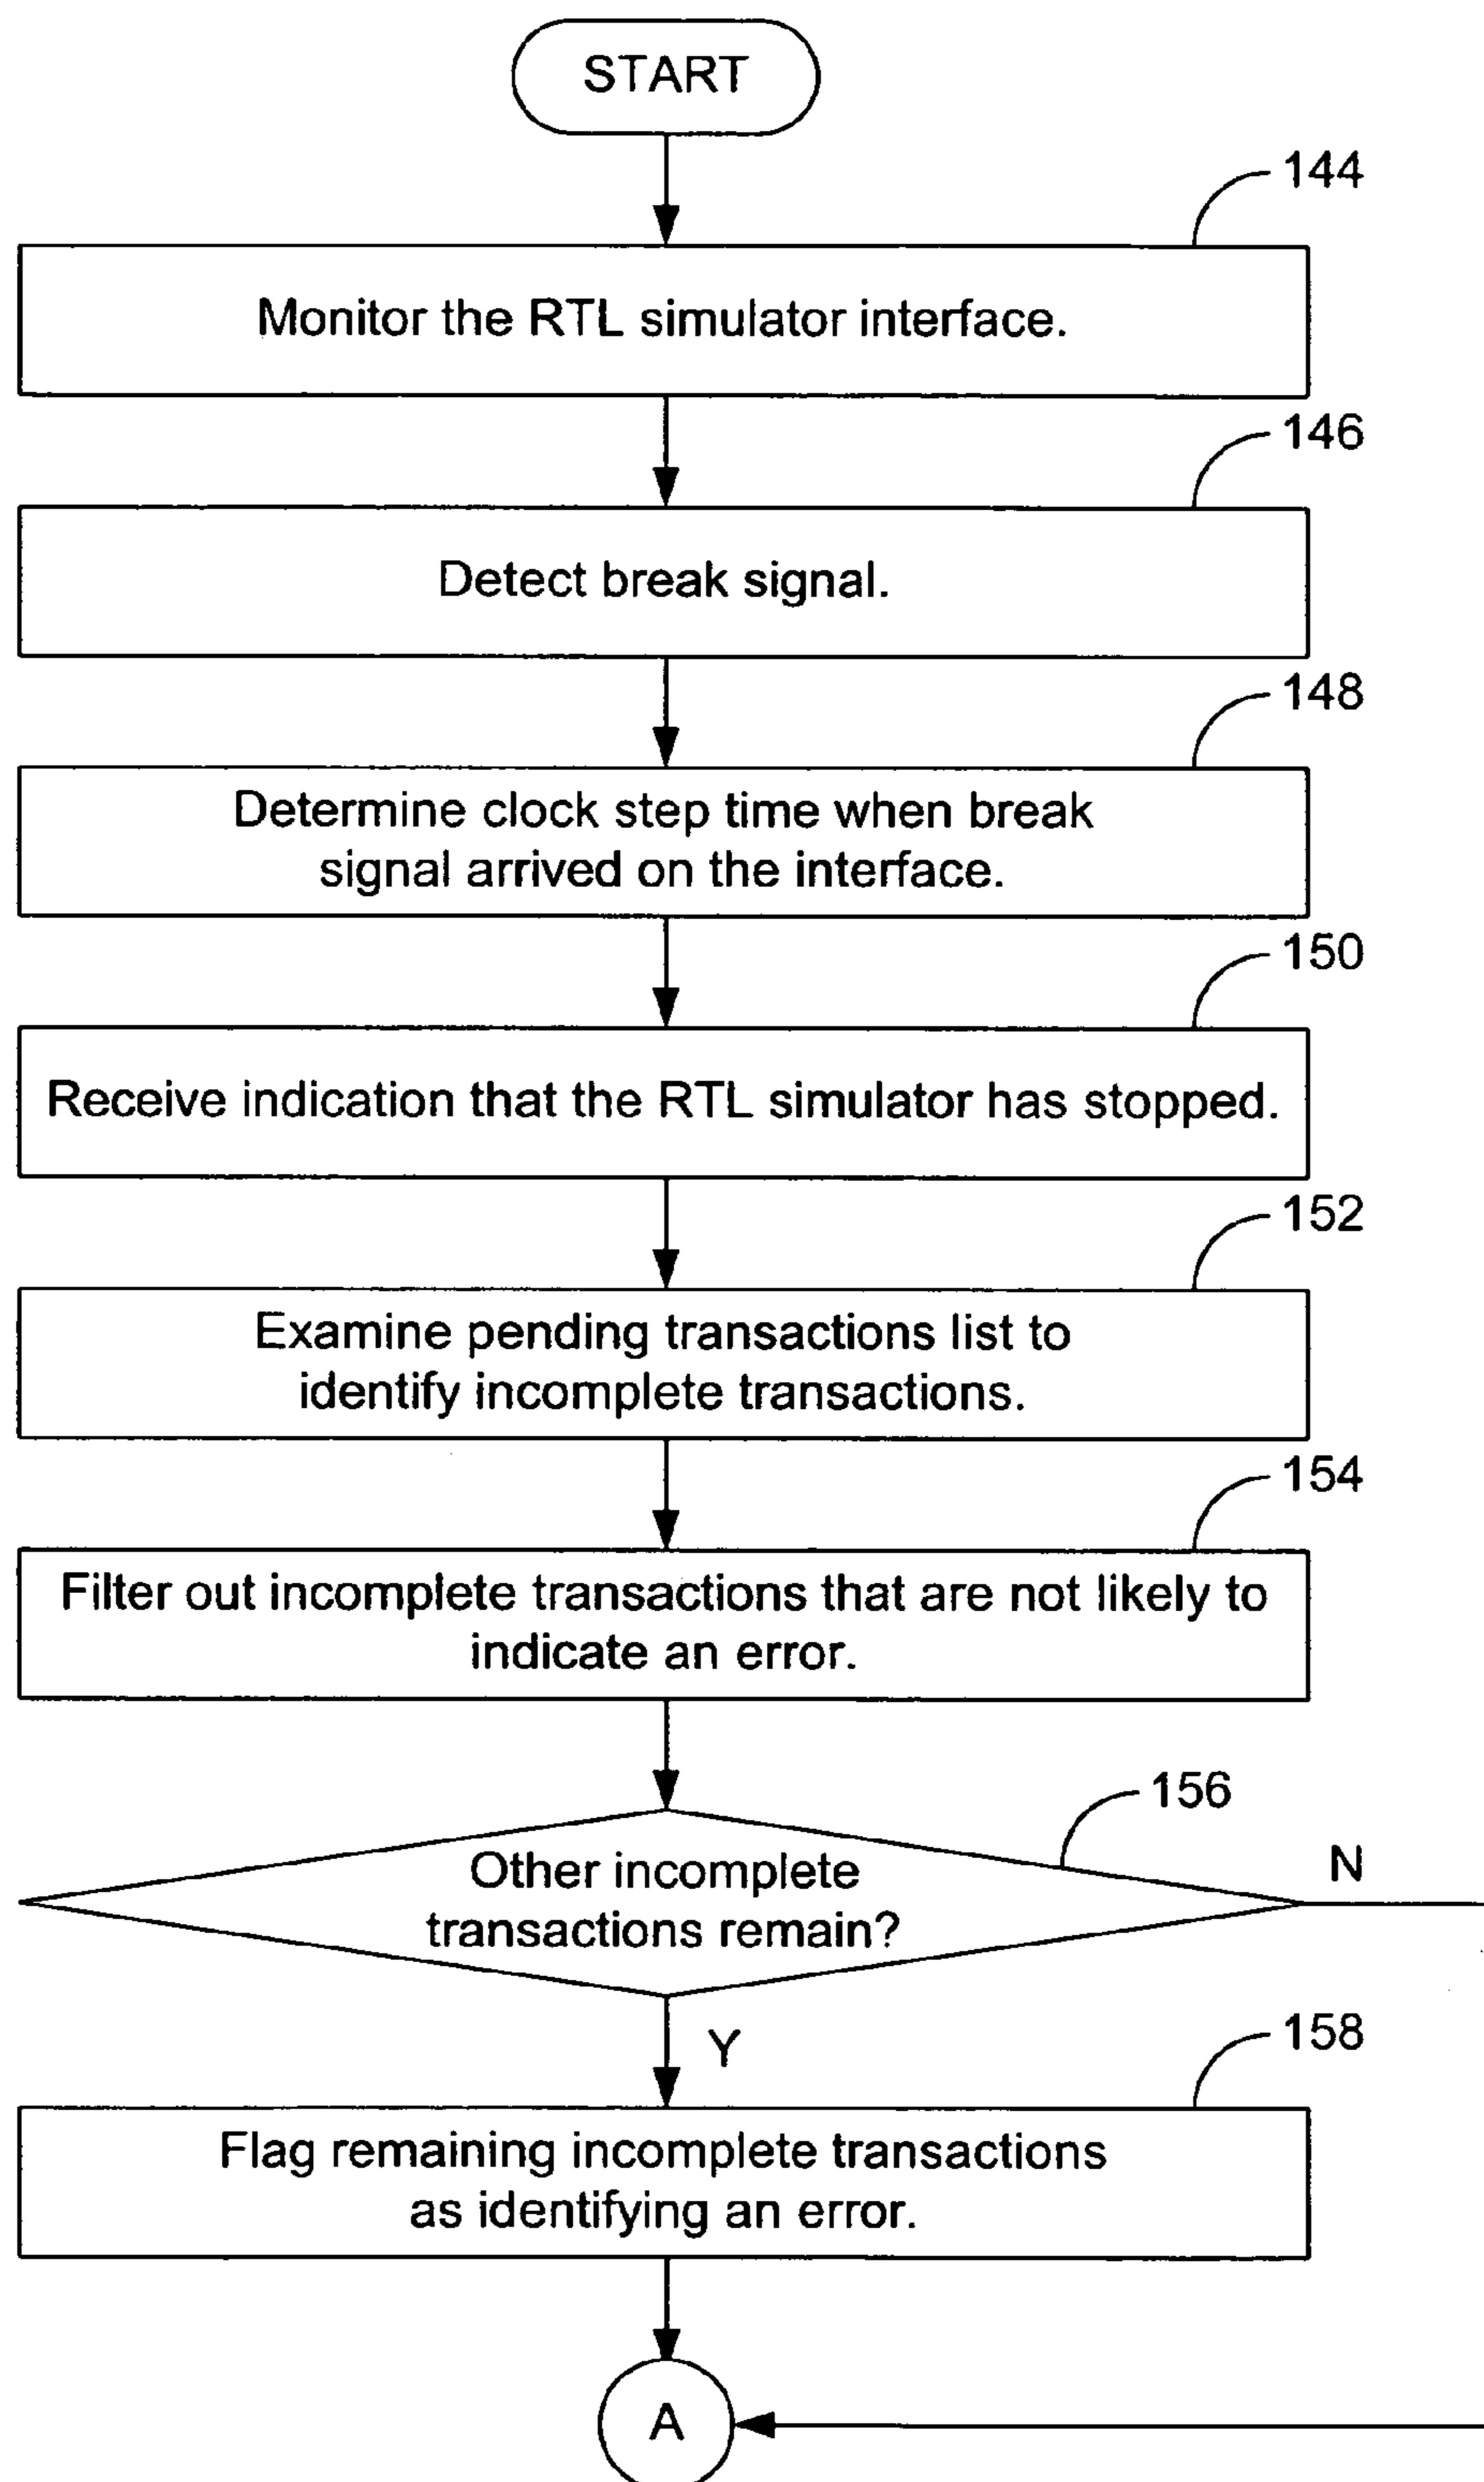 START
144
Monitor the RTL simulator interface.
146
Detect break signal.
148
Determine clock step time when break
signal arrived on the interface.
150
Receive indication that the RTL simulator has stopped.
152
Examine pending transactions list to
identify incomplete transactions.
154
Filter out incomplete transactions that are not likely to
indicate an error.
156
Other incomplete
transactions remain?
N
Y
158
Flag remaining incomplete transactions
as identifying an error.
A